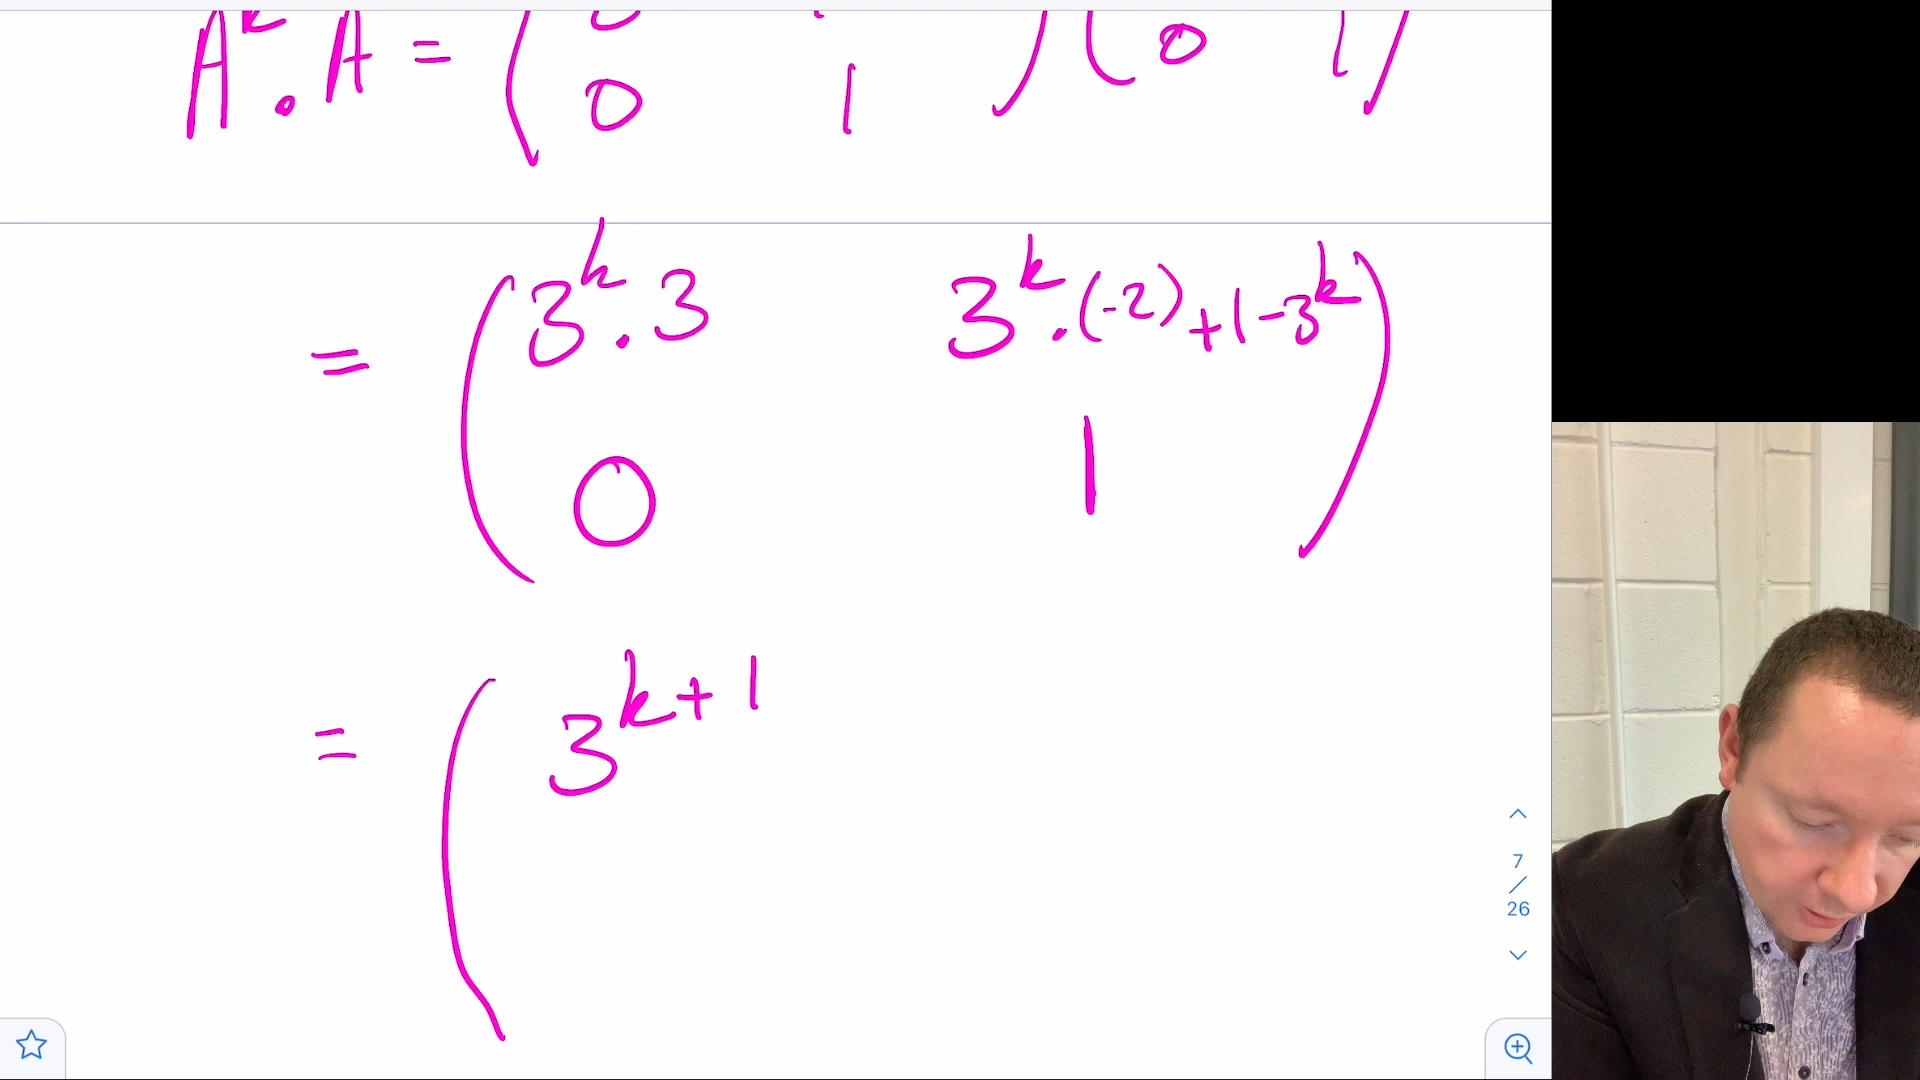 A^k . A = ( 0 1 ) ( 0 1 )
= ( 3^k . 3 3^k . (-2) + 1 - 3^k )
0 1
= ( 3^{k+1}
7
/
26